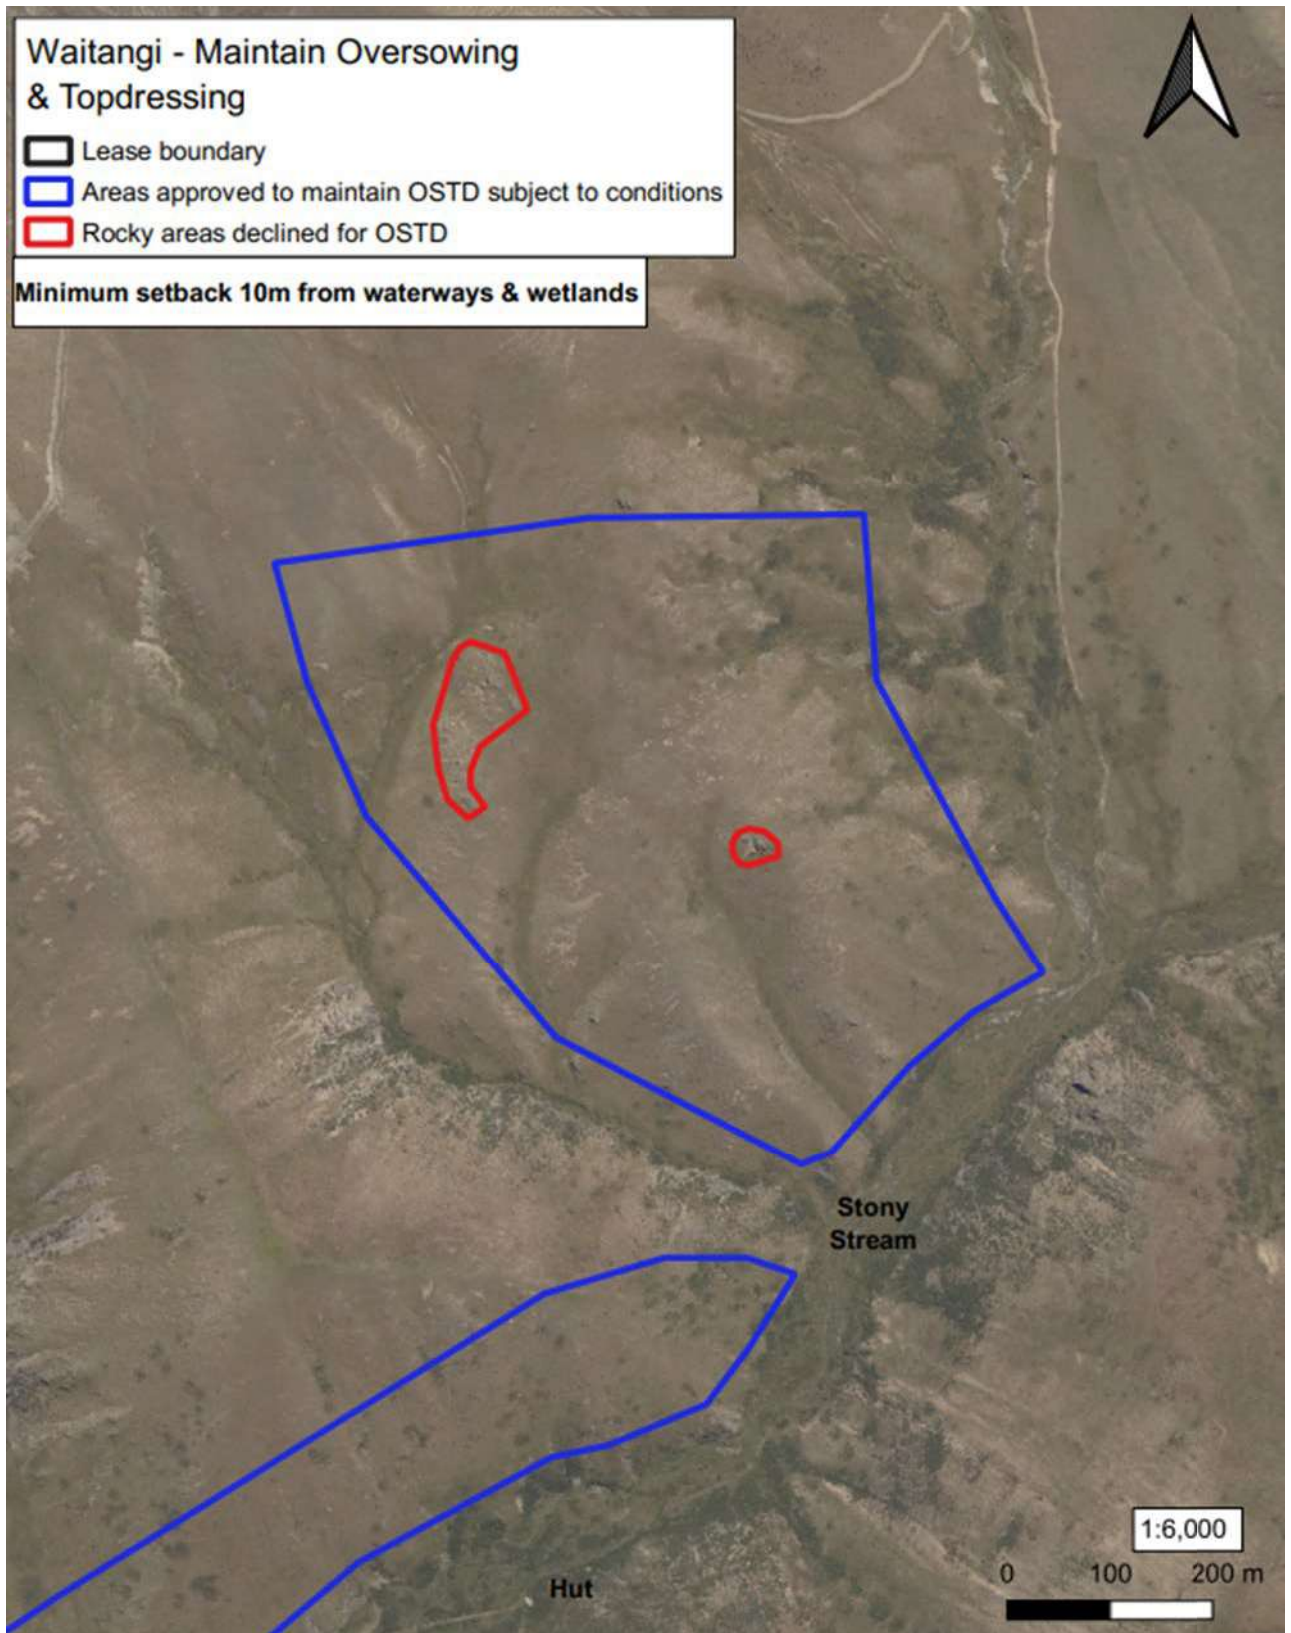 Waitangi - Maintain Oversowing
& Topdressing
Lease boundary
Areas approved to maintain OSTD subject to conditions
Rocky areas declined for OSTD
Minimum setback 10m from waterways & wetlands
Stony
Stream
1:6,000
0 100 200 m
Hut